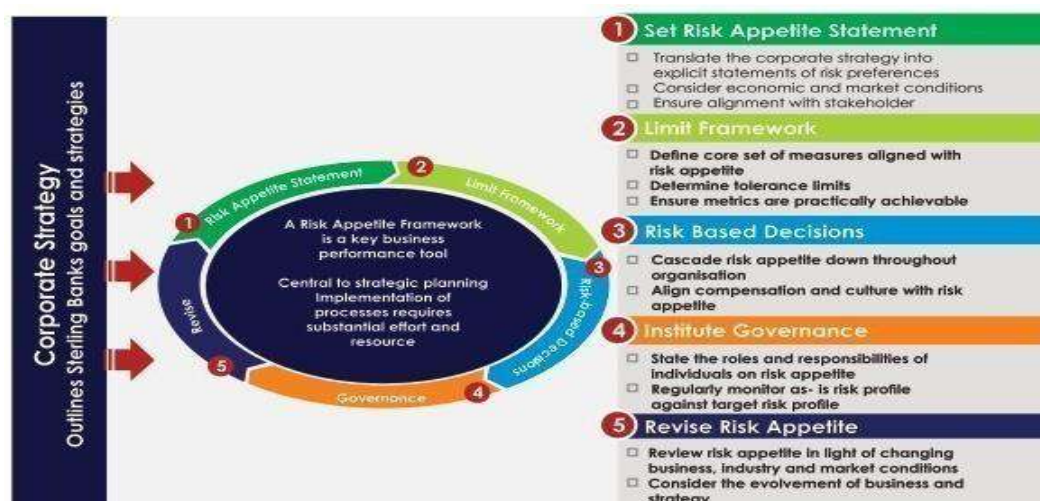 Corporate Strategy
Outlines Sterling Banks goals and strategies
1
Risk Appetite Statement
2
Limit Framework
3
Risk-based Decisions
4
Governance
5
Revise
A Risk Appetite Framework
is a key business
performance tool
Central to strategic planning
Implementation of
processes requires
substantial effort and
resource
1 Set Risk Appetite Statement
Translate the corporate strategy into
explicit statements of risk preferences
Consider economic and market conditions
Ensure alignment with stakeholder
2 Limit Framework
Define core set of measures aligned with
risk appetite
Determine tolerance limits
Ensure metrics are practically achievable
3 Risk Based Decisions
Cascade risk appetite down throughout
organisation
Align compensation and culture with risk
appetite
4 Institute Governance
State the roles and responsibilities of
individuals on risk appetite
Regularly monitor as- is risk profile
against target risk profile
5 Revise Risk Appetite
Review risk appetite in light of changing
business, industry and market conditions
Consider the evolvement of business and
strategy